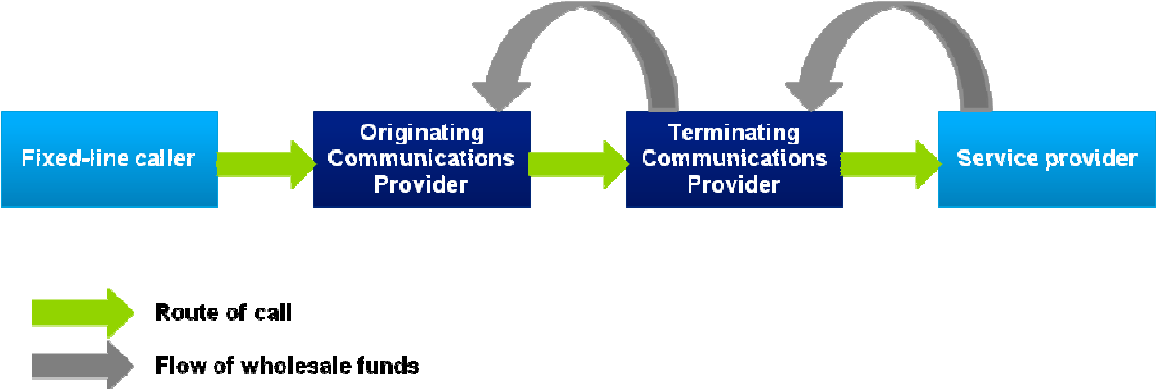 Fixed-line caller
Originating
Communications
Provider
Terminating
Communications
Provider
Service provider
Route of call
Flow of wholesale funds